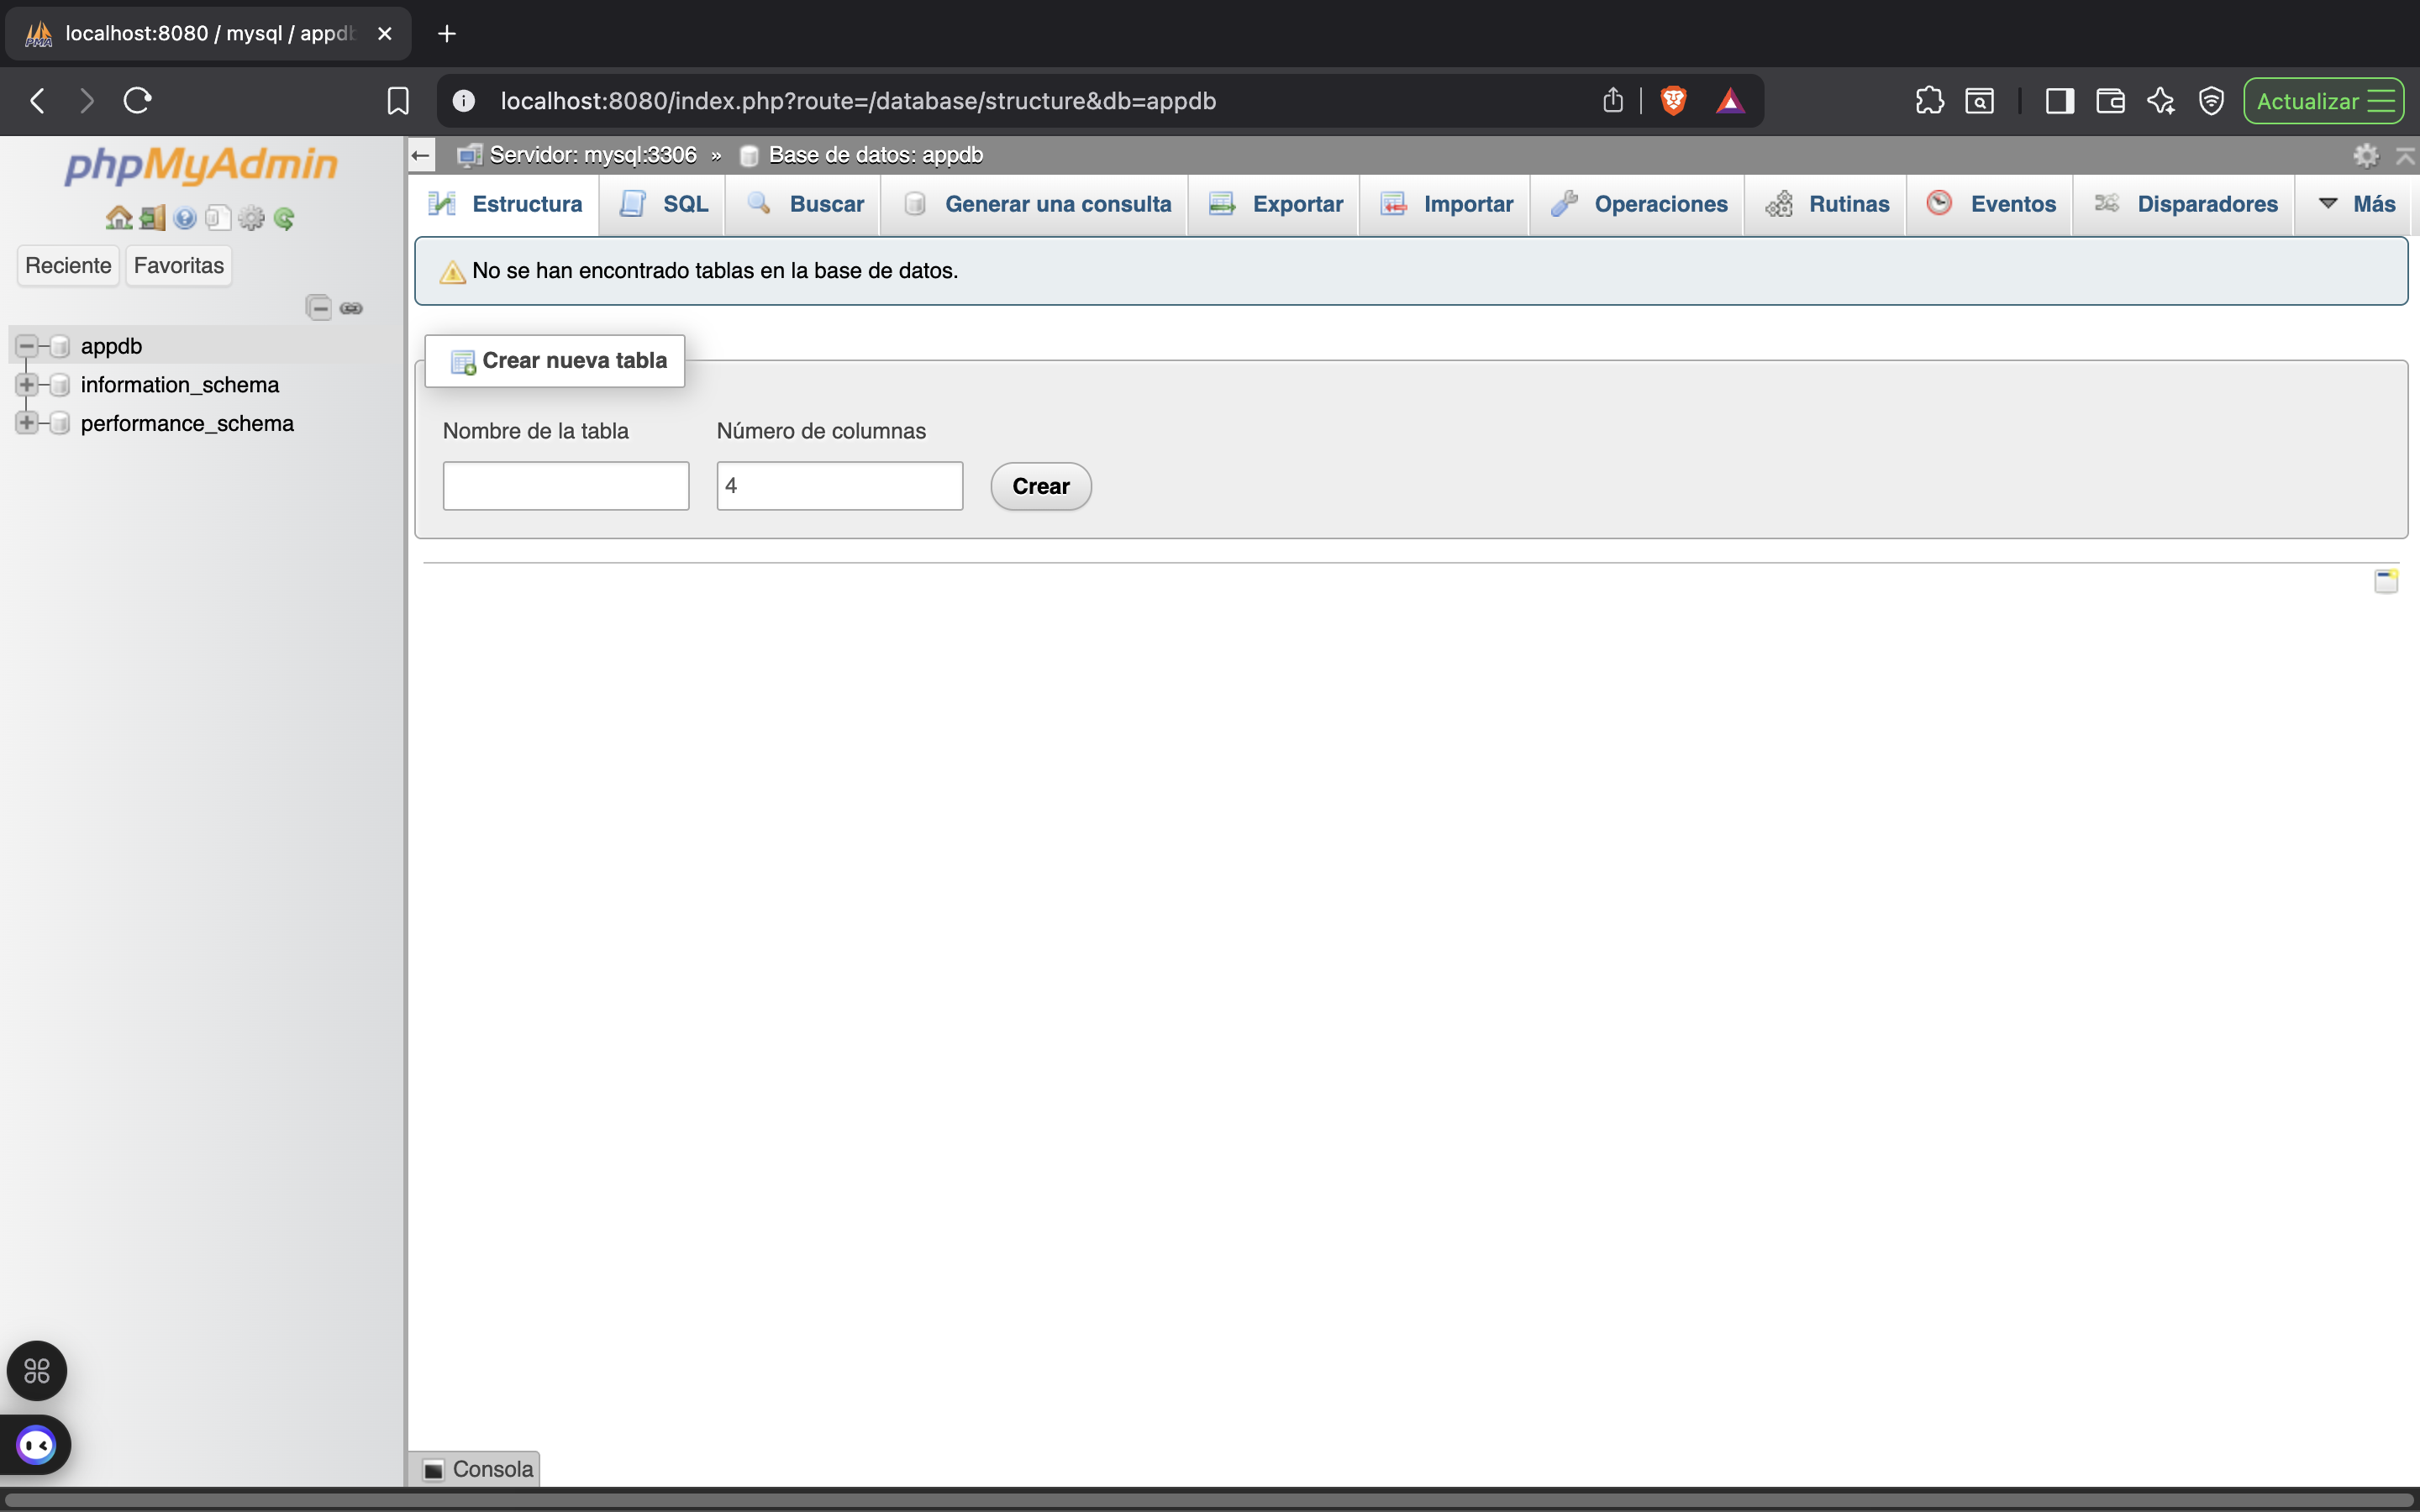 localhost:8080 / mysql / appdb
localhost:8080/index.php?route=/database/structure&db=appdb
Actualizar
phpMyAdmin
Reciente
Favoritas
appdb
information_schema
performance_schema
Servidor: mysql:3306 » Base de datos: appdb
Estructura
SQL
Buscar
Generar una consulta
Exportar
Importar
Operaciones
Rutinas
Eventos
Disparadores
Más
No se han encontrado tablas en la base de datos.
Crear nueva tabla
Nombre de la tabla
Número de columnas
4
Crear
Consola